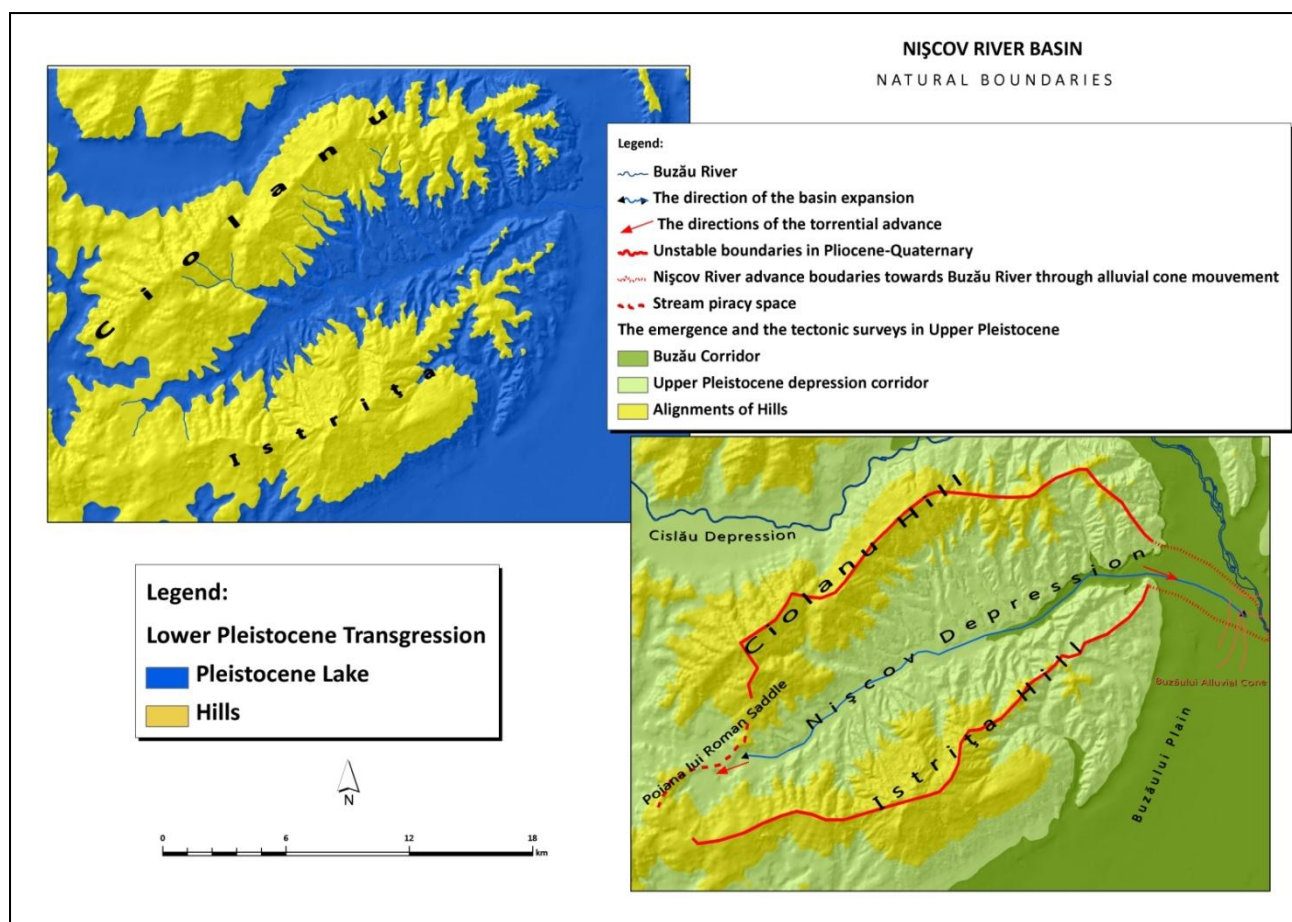 NIŞCOV RIVER BASIN
NATURAL BOUNDARIES
Ciolanu
Istriţa
Legend:
Buzău River
The direction of the basin expansion
The directions of the torrential advance
Unstable boundaries in Pliocene-Quaternary
Nişcov River advance boudaries towards Buzău River through alluvial cone mouvement
Stream piracy space
The emergence and the tectonic surveys in Upper Pleistocene
Buzău Corridor
Upper Pleistocene depression corridor
Alignments of Hills
Cislău Depression
Ciolanu Hill
Nişcov Depression
Istriţa Hill
Poiana lui Roman Saddle
Buzăului Alluvial Cone
Buzăului Plain
Legend:
Lower Pleistocene Transgression
Pleistocene Lake
Hills
N
0 6 12 18
km